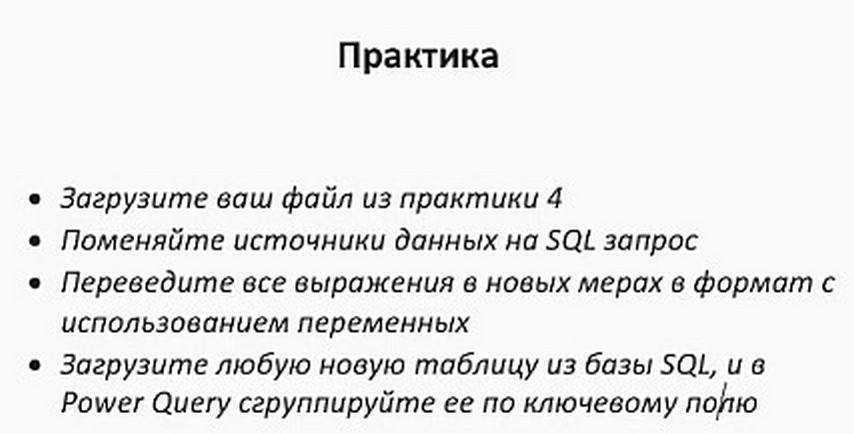 Практика
• Загрузите ваш файл из практики 4
• Поменяйте источники данных на SQL запрос
• Переведите все выражения в новых мерах в формат с
использованием переменных
• Загрузите любую новую таблицу из базы SQL, и в
Power Query сгруппируйте ее по ключевому полю